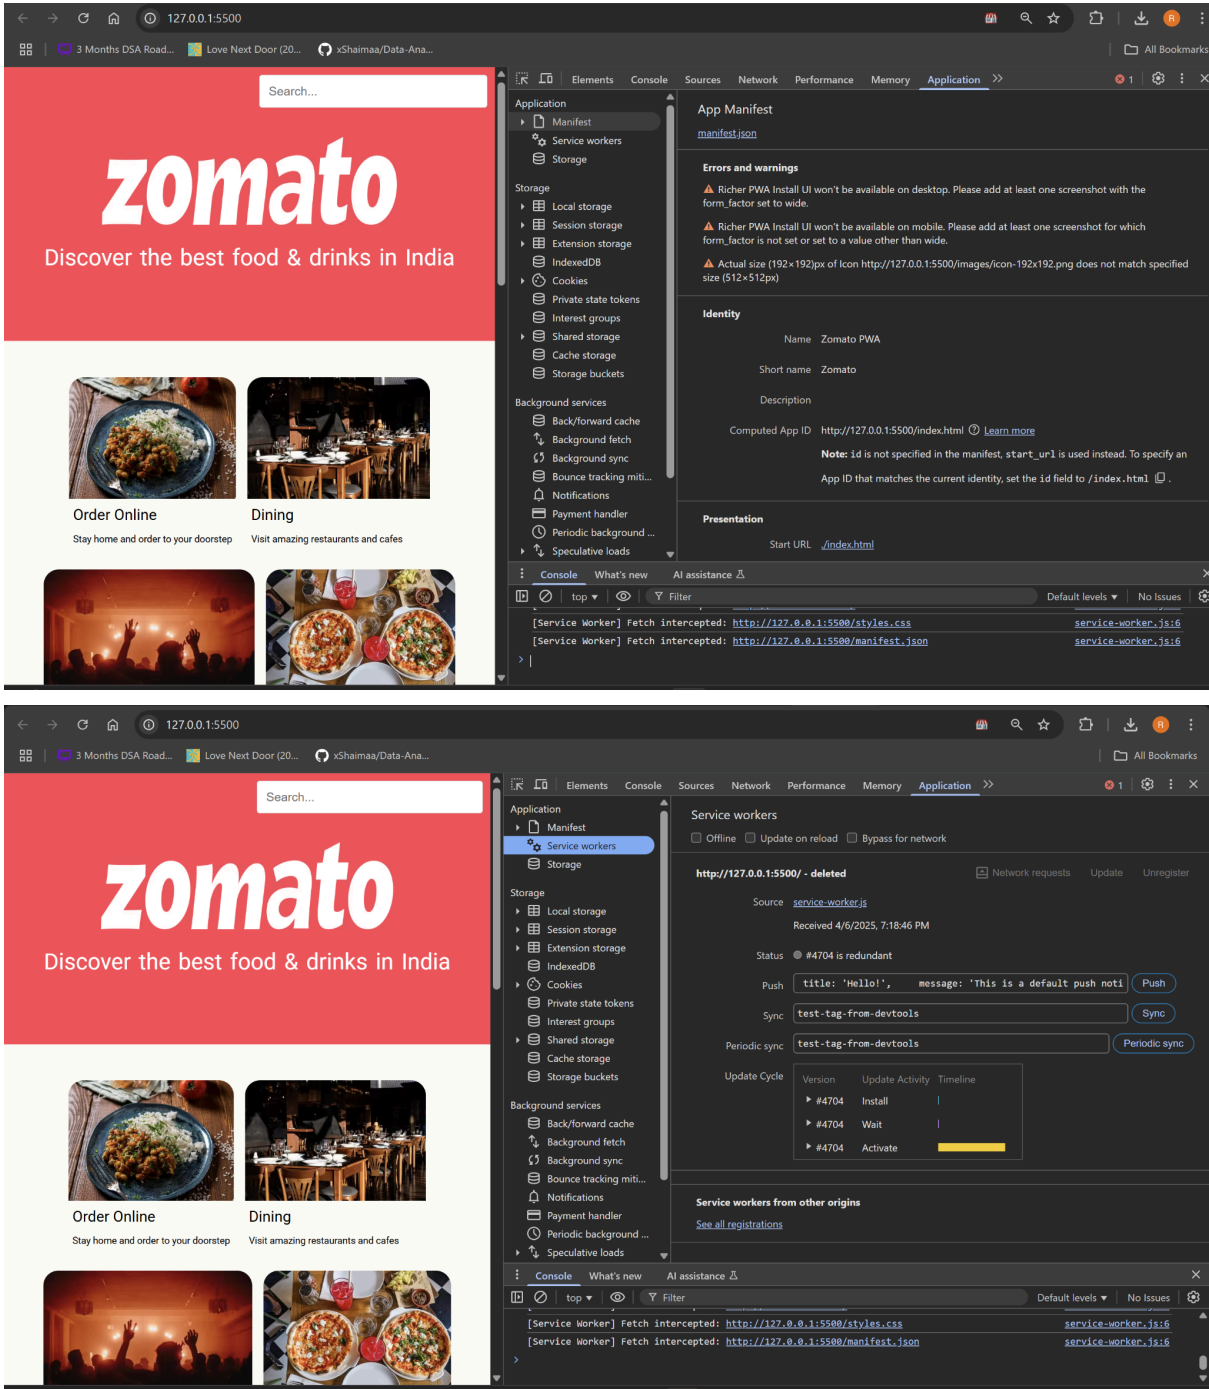 127.0.0.1:5500
R
3 Months DSA Road...
Love Next Door (20...
xShaimaa/Data-Ana...
All Bookmarks
Search...
zomato
Discover the best food & drinks in India
Order Online
Stay home and order to your doorstep
Dining
Visit amazing restaurants and cafes
Elements Console Sources Network Performance Memory Application 1
Application
Manifest
Service workers
Storage
Storage
Local storage
Session storage
Extension storage
IndexedDB
Cookies
Private state tokens
Interest groups
Shared storage
Cache storage
Storage buckets
Background services
Back/forward cache
Background fetch
Background sync
Bounce tracking miti...
Notifications
Payment handler
Periodic background ...
Speculative loads
App Manifest
manifest.json
Errors and warnings
Richer PWA Install UI won't be available on desktop. Please add at least one screenshot with the
form_factor set to wide.
Richer PWA Install UI won't be available on mobile. Please add at least one screenshot for which
form_factor is not set or set to a value other than wide.
Actual size (192×192)px of Icon http://127.0.0.1:5500/images/icon-192x192.png does not match specified
size (512×512px)
Identity
Name Zomato PWA
Short name Zomato
Description
Computed App ID http://127.0.0.1:5500/index.html Learn more
Note: id is not specified in the manifest, start_url is used instead. To specify an
App ID that matches the current identity, set the id field to /index.html .
Presentation
Start URL ./index.html
Console What's new AI assistance
top Filter Default levels No Issues
[Service Worker] Fetch intercepted: http://127.0.0.1:5500/styles.css service-worker.js:6
[Service Worker] Fetch intercepted: http://127.0.0.1:5500/manifest.json service-worker.js:6
127.0.0.1:5500
R
3 Months DSA Road...
Love Next Door (20...
xShaimaa/Data-Ana...
All Bookmarks
Search...
zomato
Discover the best food & drinks in India
Order Online
Stay home and order to your doorstep
Dining
Visit amazing restaurants and cafes
Elements Console Sources Network Performance Memory Application 1
Application
Manifest
Service workers
Storage
Storage
Local storage
Session storage
Extension storage
IndexedDB
Cookies
Private state tokens
Interest groups
Shared storage
Cache storage
Storage buckets
Background services
Back/forward cache
Background fetch
Background sync
Bounce tracking miti...
Notifications
Payment handler
Periodic background ...
Speculative loads
Service workers
Offline Update on reload Bypass for network
http://127.0.0.1:5500/ - deleted Network requests Update Unregister
Source service-worker.js
Received 4/6/2025, 7:18:46 PM
Status #4704 is redundant
Push title: 'Hello!', message: 'This is a default push noti Push
Sync test-tag-from-devtools Sync
Periodic sync test-tag-from-devtools Periodic sync
Update Cycle Version Update Activity Timeline
#4704 Install
#4704 Wait
#4704 Activate
Service workers from other origins
See all registrations
Console What's new AI assistance
top Filter Default levels No Issues
[Service Worker] Fetch intercepted: http://127.0.0.1:5500/styles.css service-worker.js:6
[Service Worker] Fetch intercepted: http://127.0.0.1:5500/manifest.json service-worker.js:6